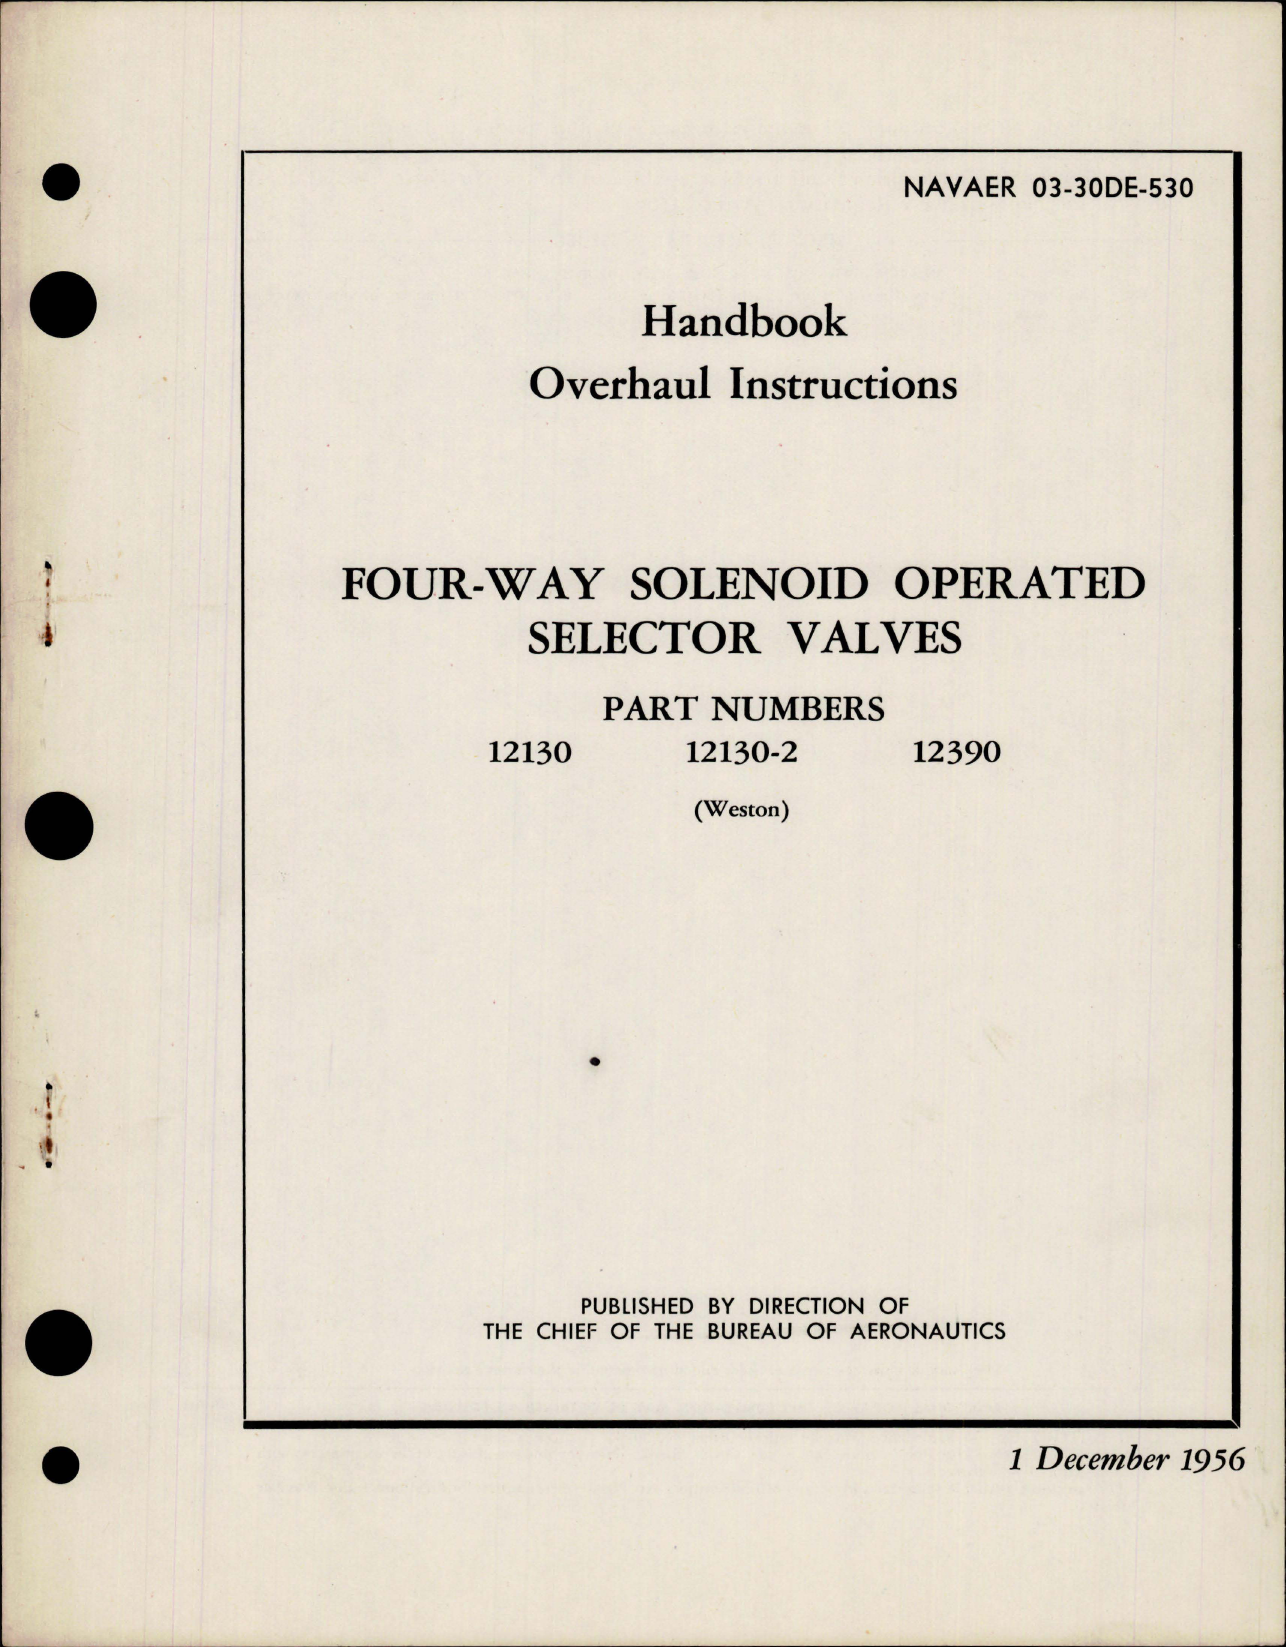 NAVAER 03-30DE-530
Handbook
Overhaul Instructions
FOUR-WAY SOLENOID OPERATED
SELECTOR VALVES
PART NUMBERS
12130 12130-2 12390
(Weston)
PUBLISHED BY DIRECTION OF
THE CHIEF OF THE BUREAU OF AERONAUTICS
1 December 1956